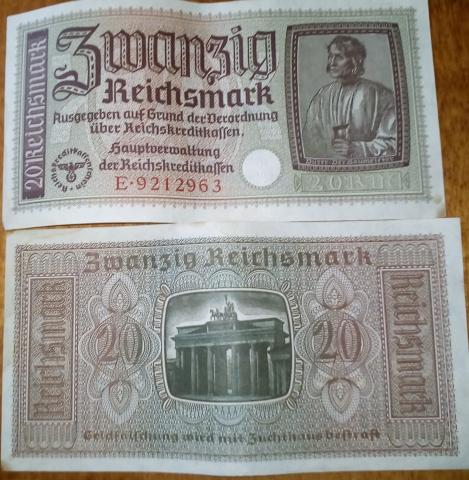 20 Reichsmark
Zwanzig
Reichsmark
Ausgegeben auf Grund der Verordnung
über Reichskreditkassen.
Hauptverwaltung
der Reichskreditkassen
E·9212963
20 RM
Zwanzig Reichsmark
Reichsmark
20
20
Reichsmark
Geldfälschung wird mit Zuchthaus bestraft